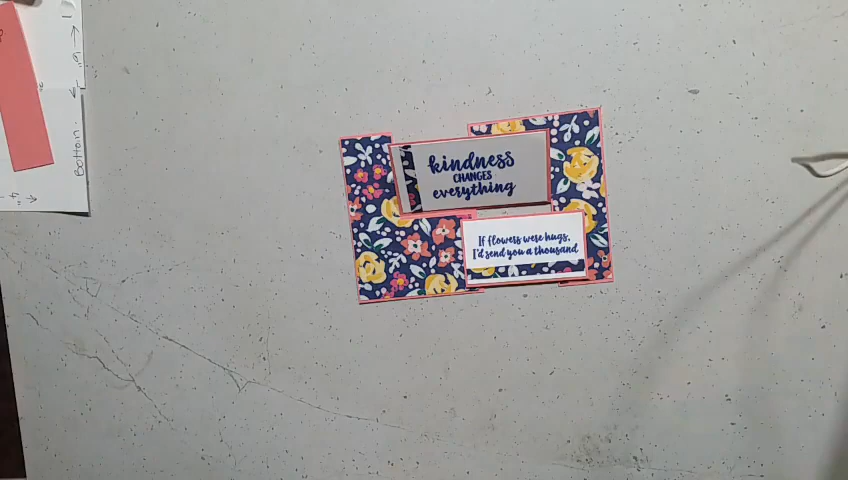 Bottom.
kindness
CHANGES
everything
If flowers were hugs,
I'd send you a thousand